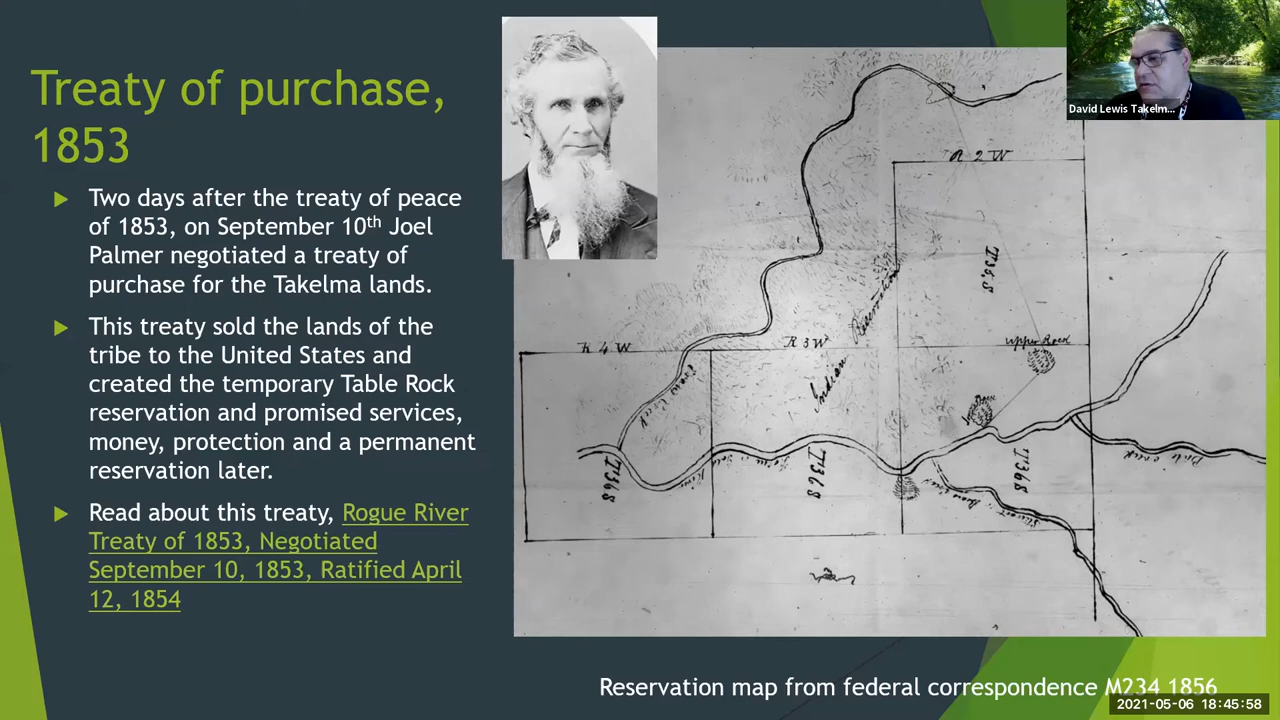 Treaty of purchase,
1853
Two days after the treaty of peace
of 1853, on September 10th Joel
Palmer negotiated a treaty of
purchase for the Takelma lands.
This treaty sold the lands of the
tribe to the United States and
created the temporary Table Rock
reservation and promised services,
money, protection and a permanent
reservation later.
Read about this treaty, Rogue River
Treaty of 1853, Negotiated
September 10, 1853, Ratified April
12, 1854
David Lewis Takelm...
R 2 W
T35.S
R 4 W
R 3 W
Upper Rock
Indian
T36S
T36S
T36S
Reservation map from federal correspondence M234 1856
2021-05-06 18:45:58